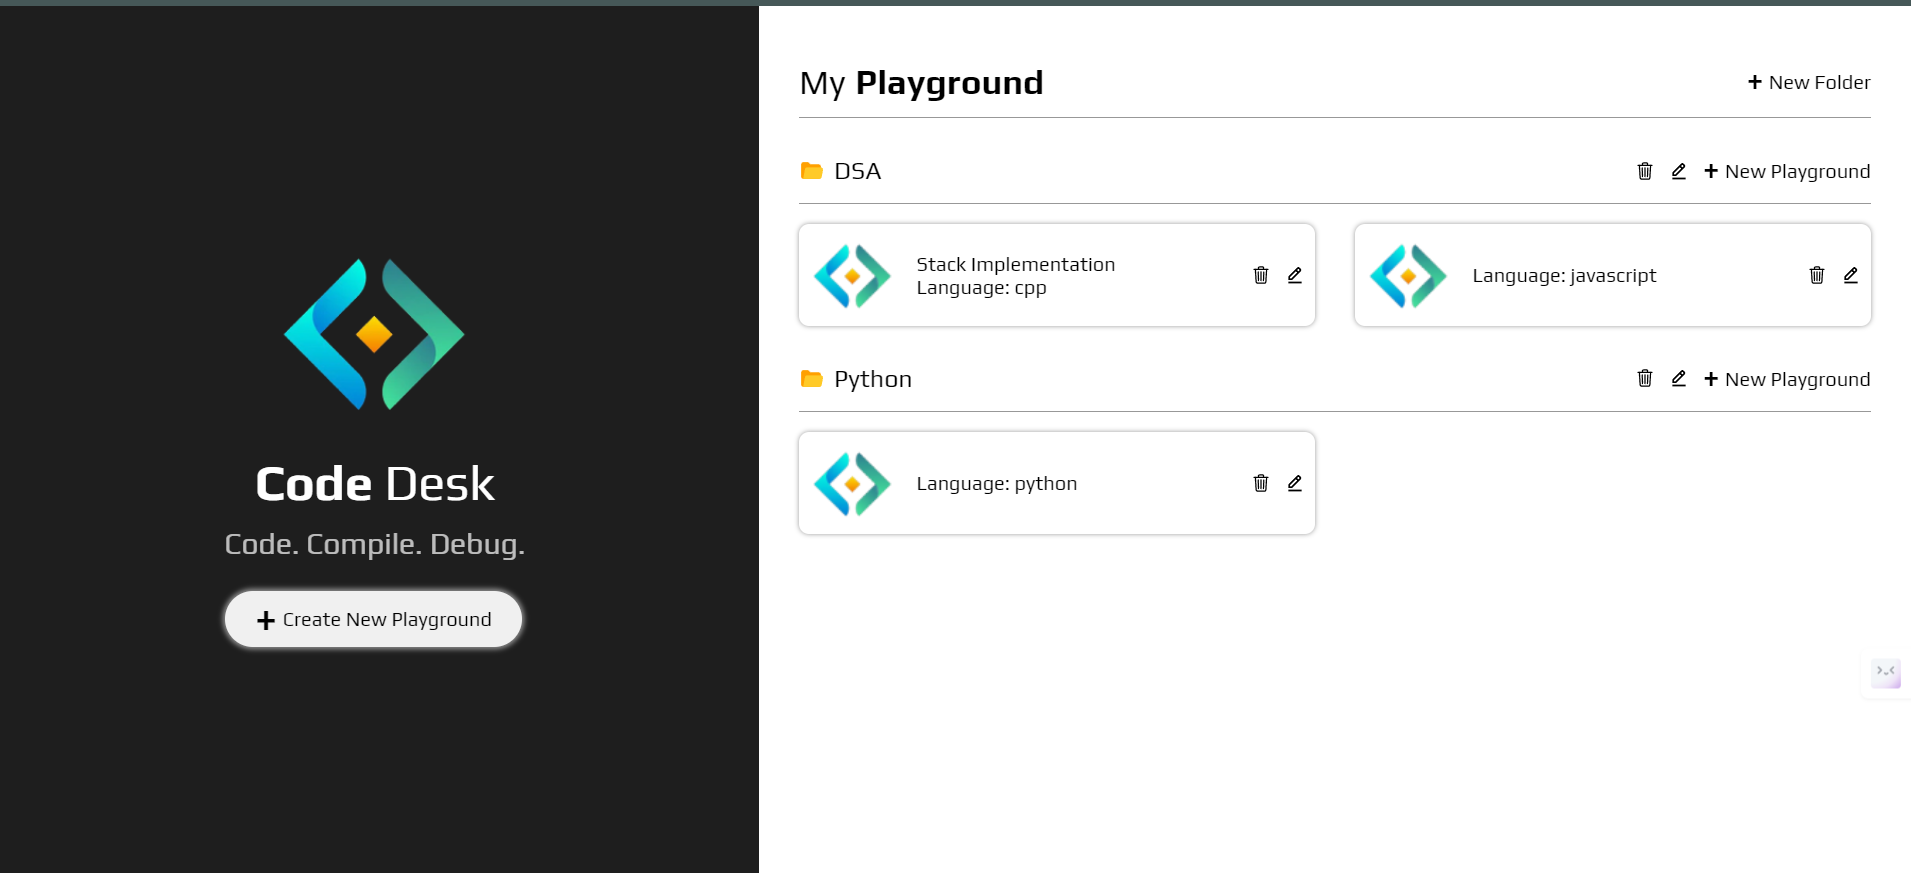 Code Desk
Code. Compile. Debug.
+ Create New Playground
My Playground
+ New Folder
DSA
+ New Playground
Stack Implementation
Language: cpp
Language: javascript
Python
+ New Playground
Language: python